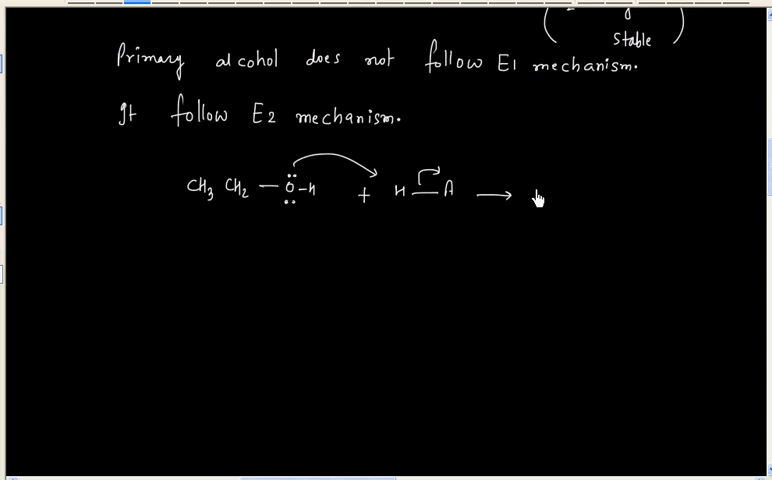 Stable
Primary alcohol does not follow E1 mechanism.
It follow E2 mechanism.
CH3 CH2 — O – H + H — A ⟶